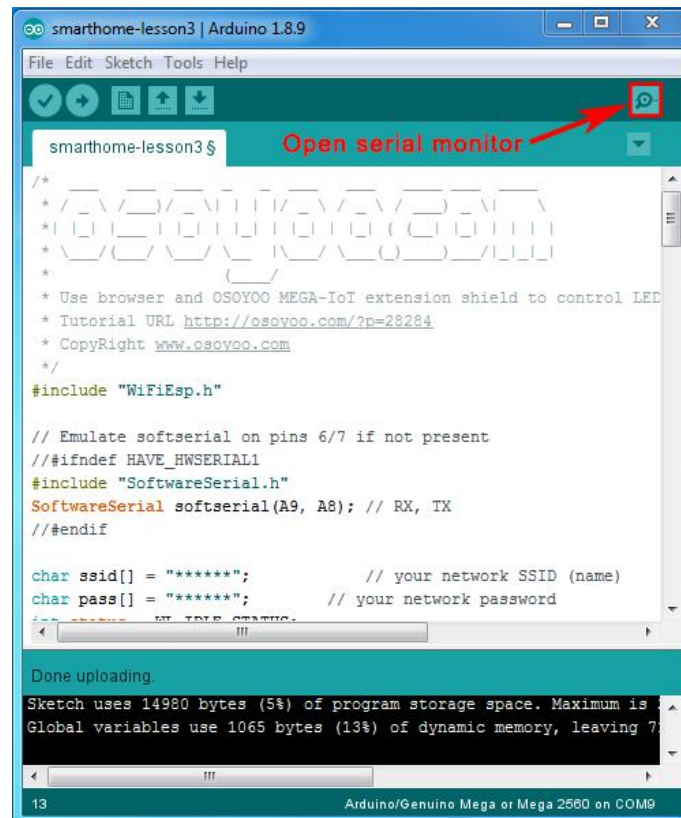 smarthome-lesson3 | Arduino 1.8.9
File Edit Sketch Tools Help
Open serial monitor
smarthome-lesson3 §
/*
* Use browser and OSOYOO MEGA-IoT extension shield to control LED
* Tutorial URL http://osoyoo.com/?p=28284
* CopyRight www.osoyoo.com
*/
#include "WiFiEsp.h"
// Emulate softserial on pins 6/7 if not present
//#ifndef HAVE_HWSERIAL1
#include "SoftwareSerial.h"
SoftwareSerial softserial(A9, A8); // RX, TX
//#endif
char ssid[] = "******"; // your network SSID (name)
char pass[] = "******"; // your network password
int status = WL_IDLE_STATUS;
Done uploading.
Sketch uses 14980 bytes (5%) of program storage space. Maximum is
Global variables use 1065 bytes (13%) of dynamic memory, leaving
13 Arduino/Genuino Mega or Mega 2560 on COM9